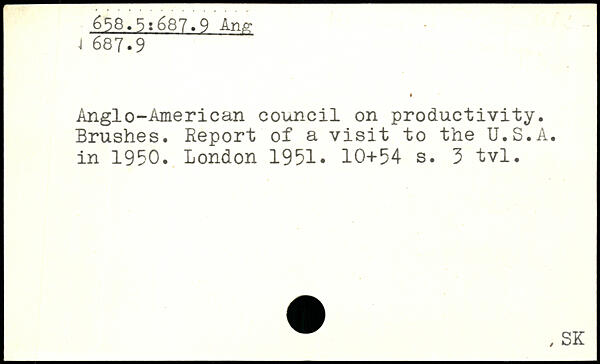 658.5:687.9 Ang
687.9
Anglo-American council on productivity.
Brushes. Report of a visit to the U.S.A.
in 1950. London 1951. 10+54 s. 3 tvl.
SK